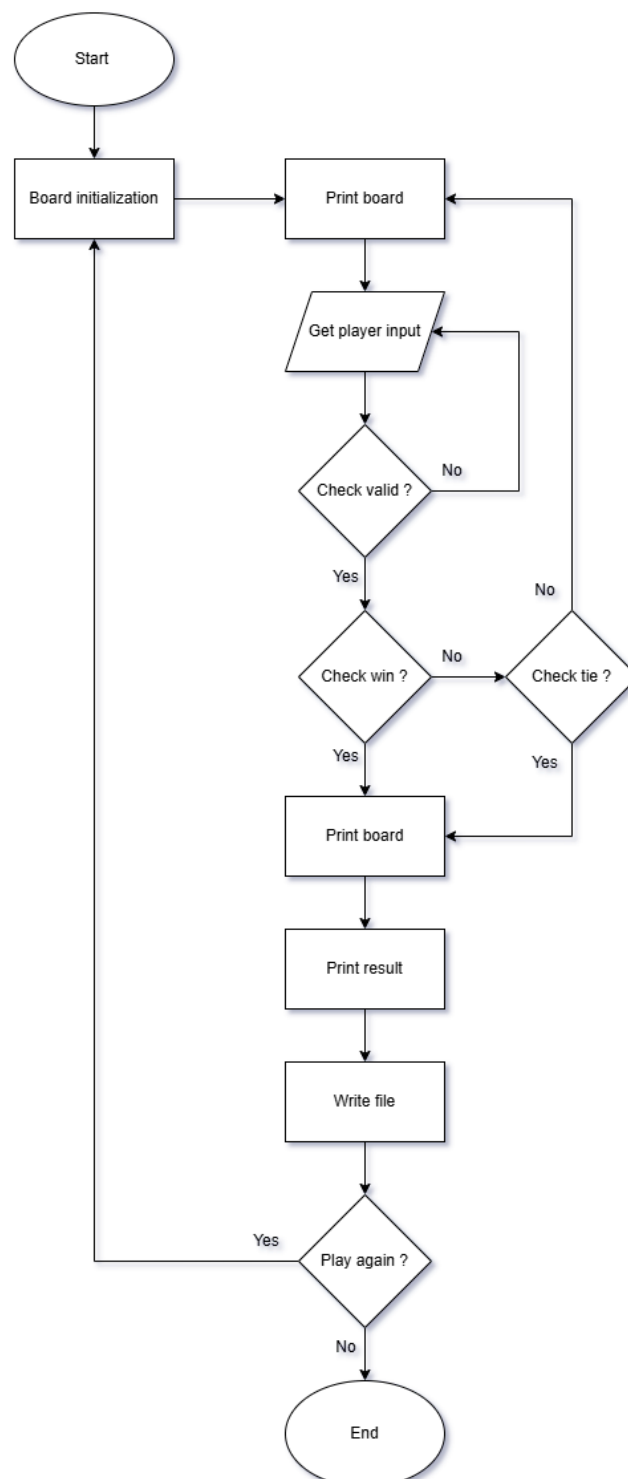 Start
Board initialization
Print board
Get player input
Check valid ?
No
Yes
Check win ?
No
Check tie ?
No
Yes
Yes
Print board
Print result
Write file
Play again ?
Yes
No
End